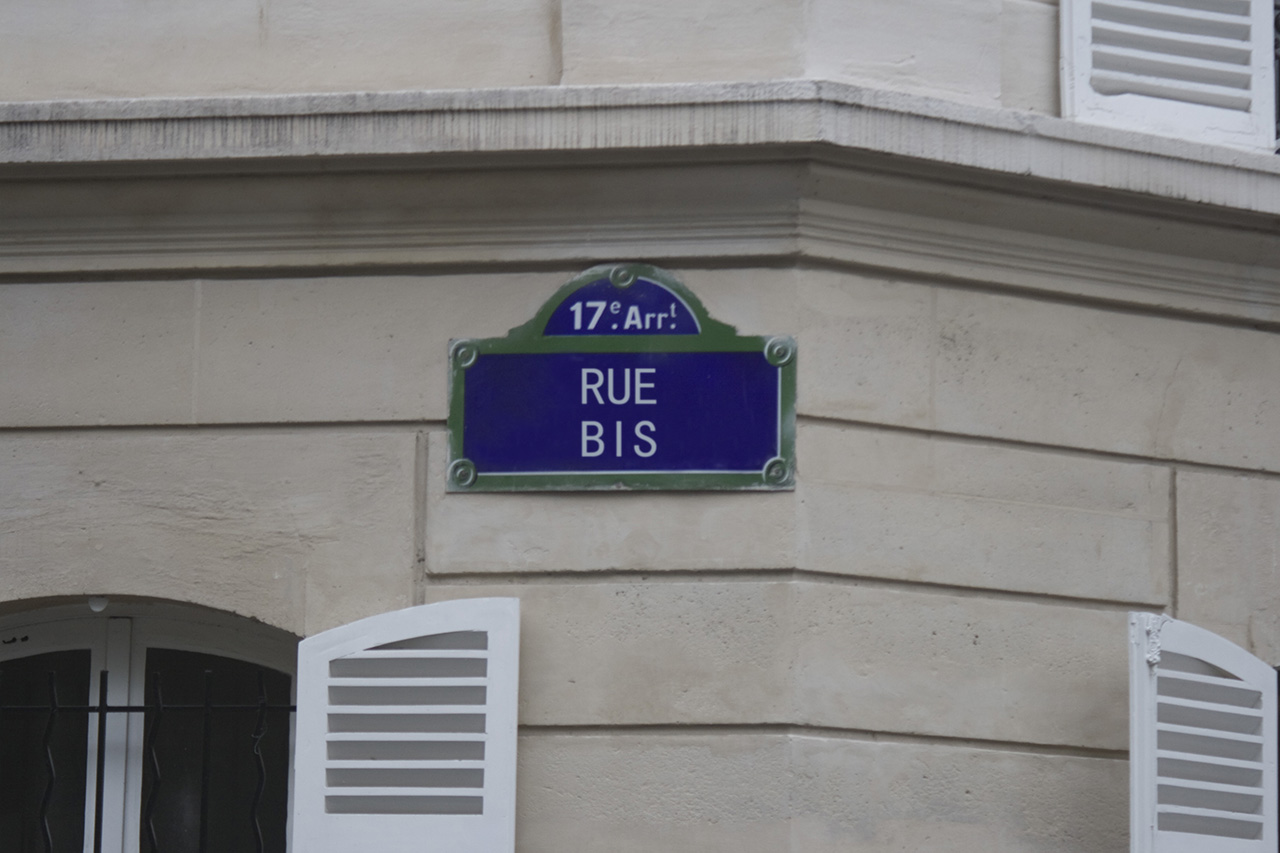 17e. Arrt.
RUE
BIS